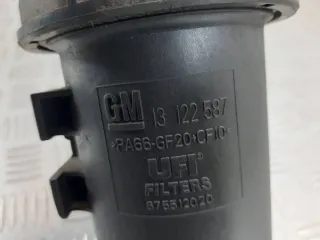 GM 13 122 587
>PA66-GF20-CF10<
UFI®
FILTERS
675512020